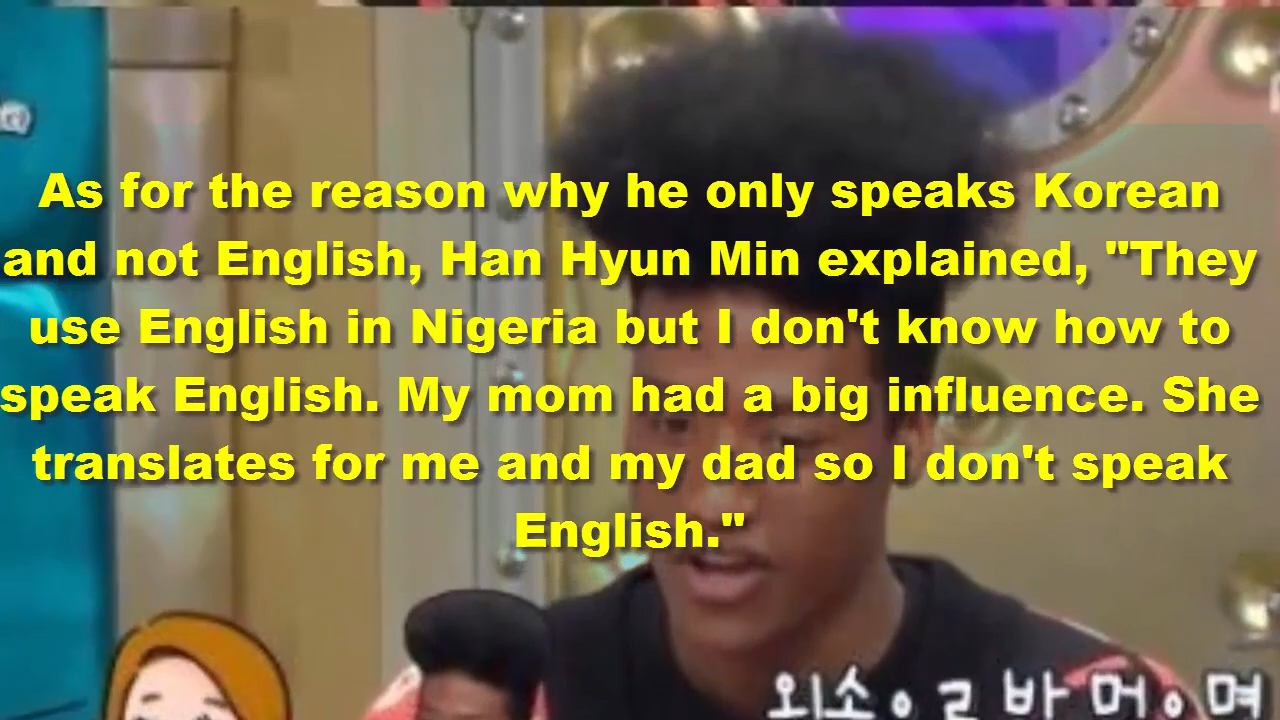 As for the reason why he only speaks Korean
and not English, Han Hyun Min explained, "They
use English in Nigeria but I don't know how to
speak English. My mom had a big influence. She
translates for me and my dad so I don't speak
English."